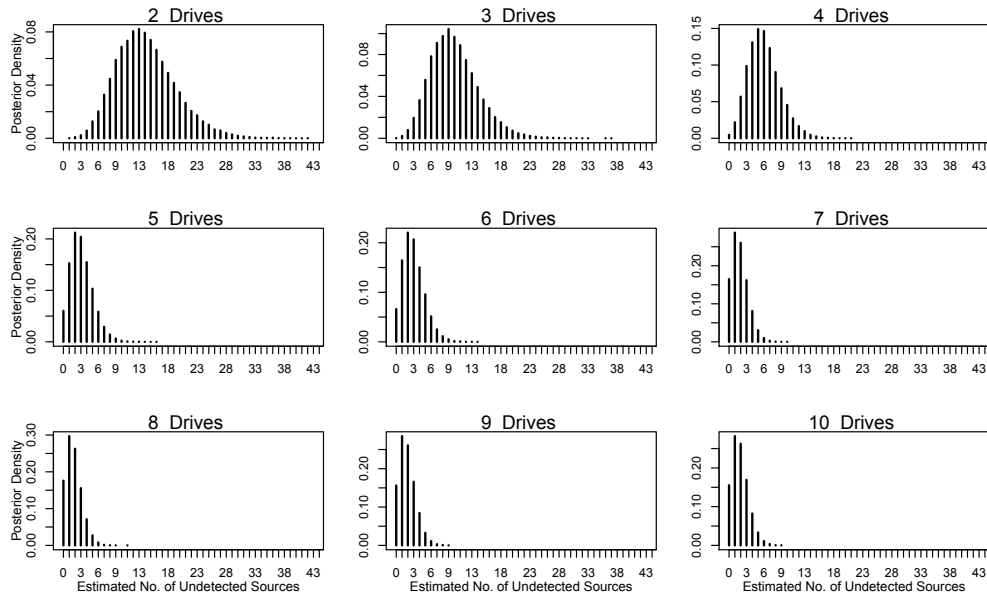 2 Drives
3 Drives
4 Drives
Posterior Density
0.00 0.04 0.08
0 3 6 9 13 18 23 28 33 38 43
0.00 0.04 0.08
0 3 6 9 13 18 23 28 33 38 43
0.00 0.05 0.10 0.15
0 3 6 9 13 18 23 28 33 38 43
5 Drives
6 Drives
7 Drives
Posterior Density
0.00 0.10 0.20
0 3 6 9 13 18 23 28 33 38 43
0.00 0.10 0.20
0 3 6 9 13 18 23 28 33 38 43
0.00 0.10 0.20
0 3 6 9 13 18 23 28 33 38 43
8 Drives
9 Drives
10 Drives
Posterior Density
0.00 0.10 0.20 0.30
0 3 6 9 13 18 23 28 33 38 43
Estimated No. of Undetected Sources
0.00 0.10 0.20
0 3 6 9 13 18 23 28 33 38 43
Estimated No. of Undetected Sources
0.00 0.10 0.20
0 3 6 9 13 18 23 28 33 38 43
Estimated No. of Undetected Sources